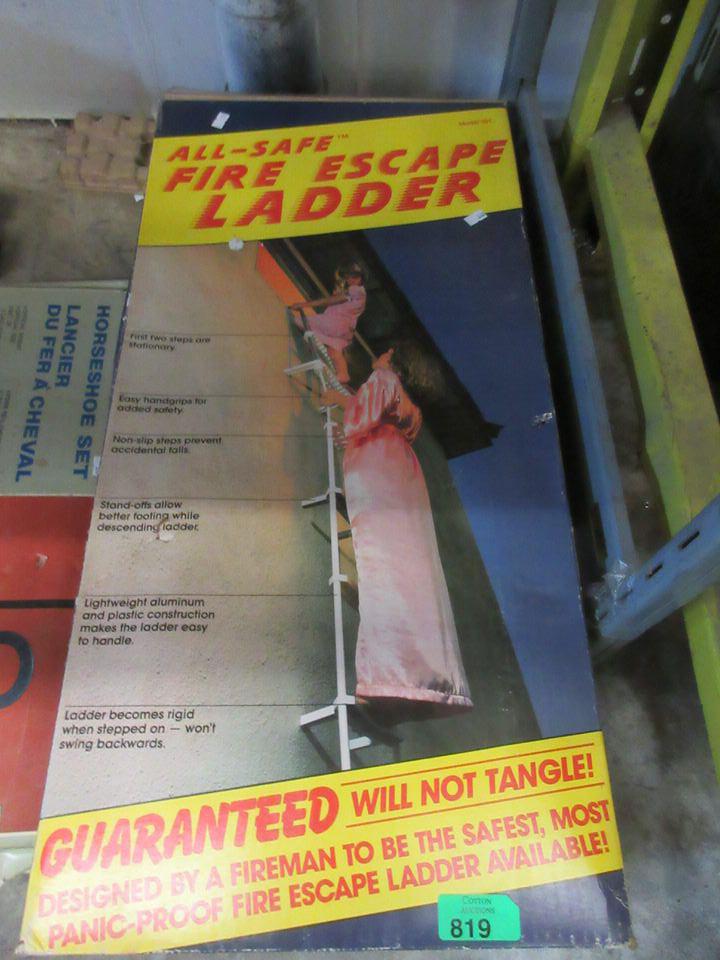 ALL-SAFE™
FIRE ESCAPE
LADDER
First two steps are
stationary.
Easy handgrips for
added safety.
Non-slip steps prevent
accidental falls.
Stand-offs allow
better footing while
descending ladder.
Lightweight aluminum
and plastic construction
makes the ladder easy
to handle.
Ladder becomes rigid
when stepped on — won't
swing backwards.
GUARANTEED WILL NOT TANGLE!
DESIGNED BY A FIREMAN TO BE THE SAFEST, MOST
PANIC-PROOF FIRE ESCAPE LADDER AVAILABLE!
COTTON
AUCTIONS
819
HORSESHOE SET
LANCIER
DU FER À CHEVAL